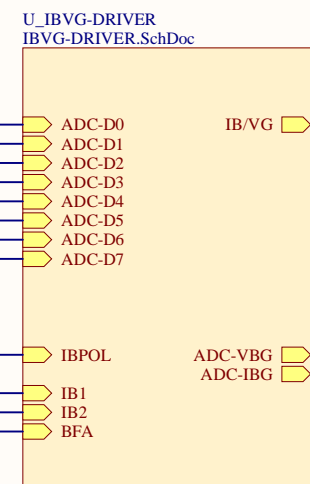 U_IBVG-DRIVER
IBVG-DRIVER.SchDoc
ADC-D0 IB/VG
ADC-D1
ADC-D2
ADC-D3
ADC-D4
ADC-D5
ADC-D6
ADC-D7
IBPOL ADC-VBG
ADC-IBG
IB1
IB2
BFA